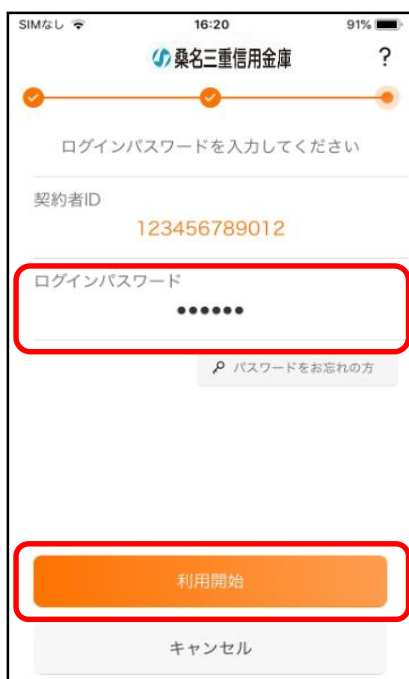 SIMなし 16:20 91%
桑名三重信用金庫 ?
ログインパスワードを入力してください
契約者ID
123456789012
ログインパスワード
●●●●●●
パスワードをお忘れの方
利用開始
キャンセル